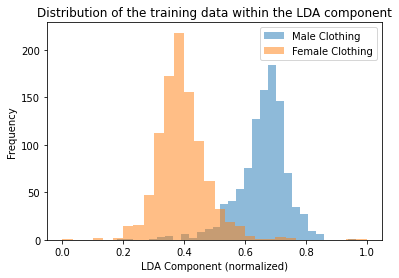 Distribution of the training data within the LDA component
Male Clothing
Female Clothing
Frequency
200
150
100
50
0
0.0 0.2 0.4 0.6 0.8 1.0
LDA Component (normalized)